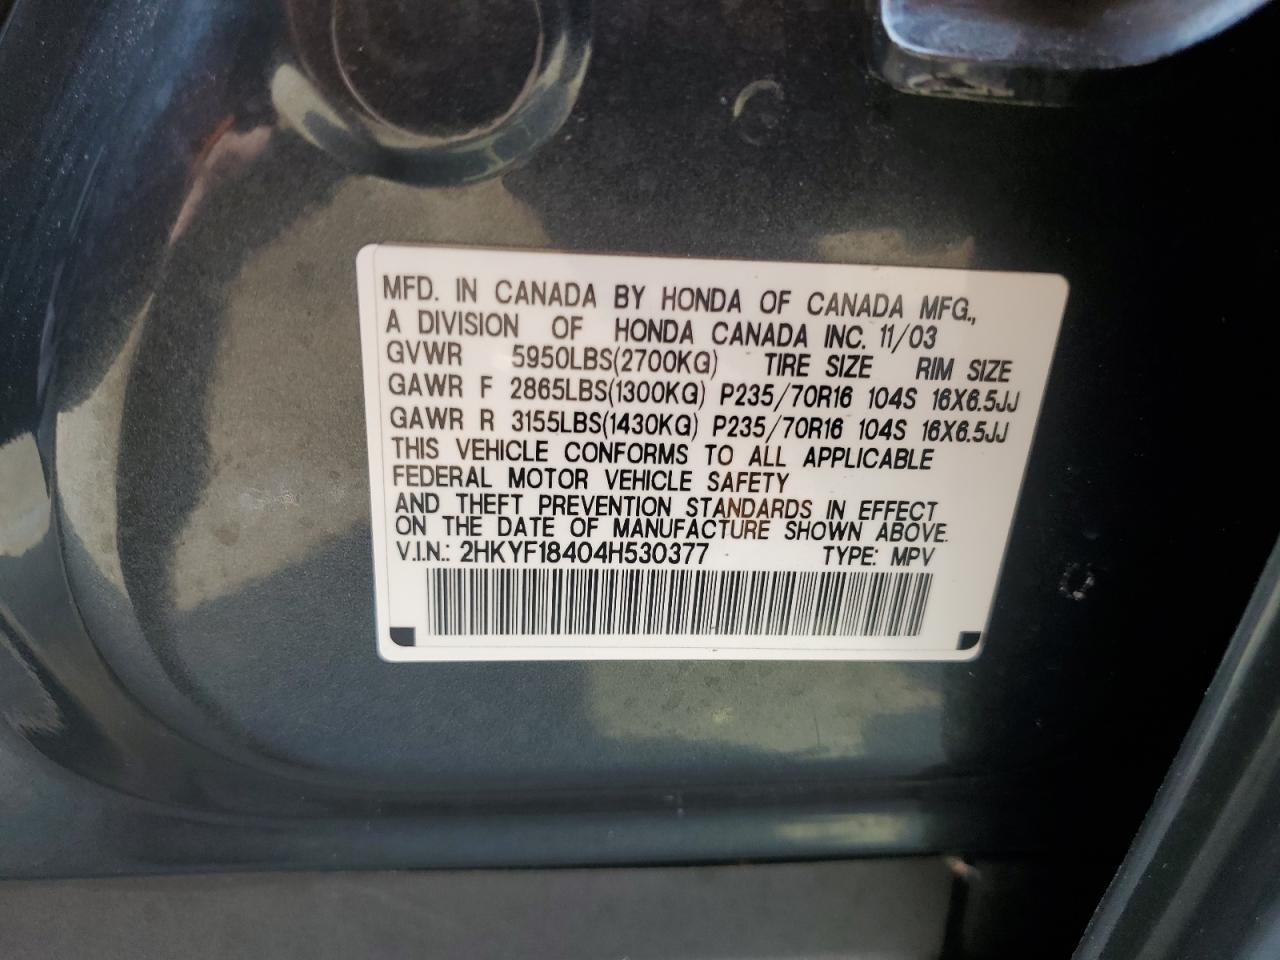 MFD. IN CANADA BY HONDA OF CANADA MFG.,
A DIVISION OF HONDA CANADA INC. 11/03
GVWR 5950LBS(2700KG) TIRE SIZE RIM SIZE
GAWR F 2865LBS(1300KG) P235/70R16 104S 16X6.5JJ
GAWR R 3155LBS(1430KG) P235/70R16 104S 16X6.5JJ
THIS VEHICLE CONFORMS TO ALL APPLICABLE
FEDERAL MOTOR VEHICLE SAFETY
AND THEFT PREVENTION STANDARDS IN EFFECT
ON THE DATE OF MANUFACTURE SHOWN ABOVE.
V.I.N.: 2HKYF18404H530377 TYPE: MPV